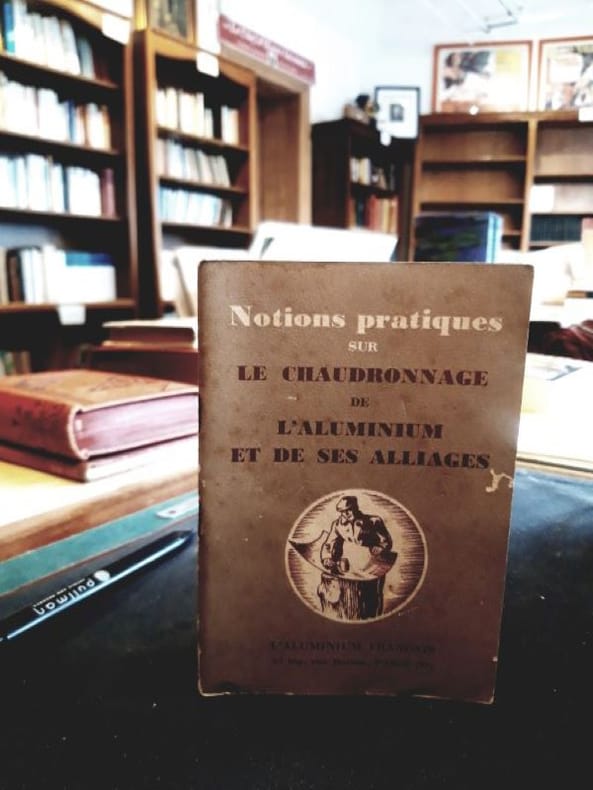 Notions pratiques
SUR
LE CHAUDRONNAGE
DE
L'ALUMINIUM
ET DE SES ALLIAGES
L'ALUMINIUM FRANÇAIS
pullman